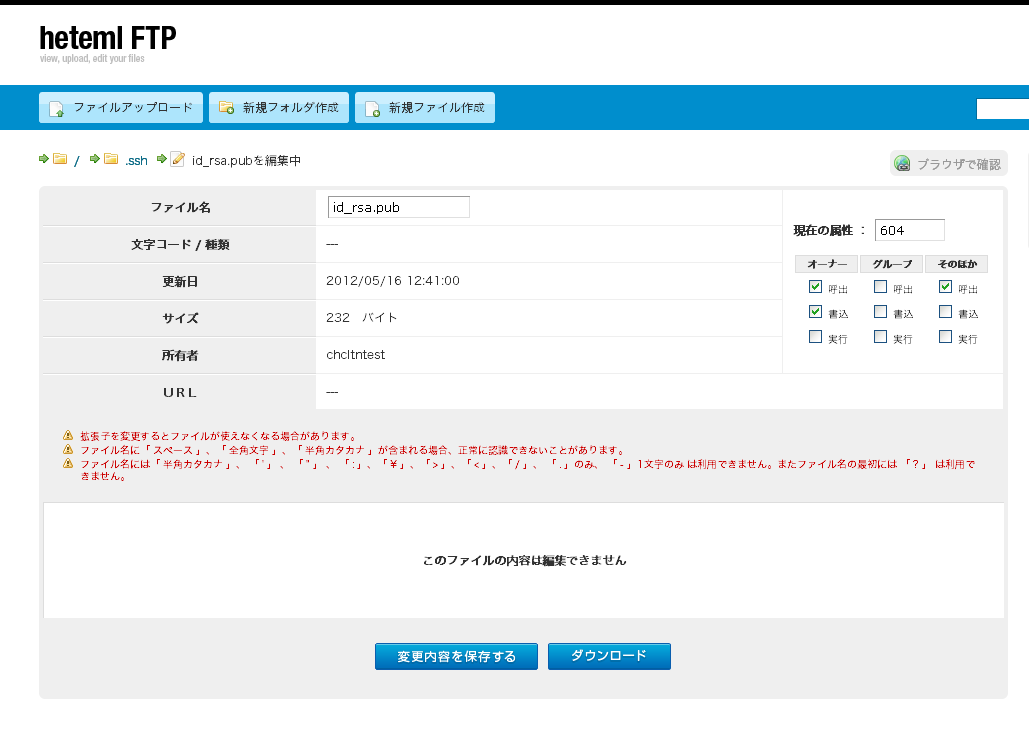 heteml FTP
view, upload, edit your files
ファイルアップロード 新規フォルダ作成 新規ファイル作成
/ .ssh id_rsa.pubを編集中
ブラウザで確認
ファイル名 id_rsa.pub
文字コード / 種類 ---
更新日 2012/05/16 12:41:00
サイズ 232 バイト
所有者 chcltntest
URL ---
現在の属性 : 604
オーナー グループ そのほか
呼出 呼出 呼出
書込 書込 書込
実行 実行 実行
拡張子を変更するとファイルが使えなくなる場合があります。
ファイル名に「 スペース 」、「 全角文字 」、「 半角カタカナ 」が含まれる場合、正常に認識できないことがあります。
ファイル名には「 半角カタカナ 」、「 ' 」、「 " 」、「 : 」、「 ¥ 」、「 > 」、「 < 」、「 / 」、「 . 」のみ、「 - 」1文字のみ は利用できません。またファイル名の最初には 「 ? 」 は利用で
きません。
このファイルの内容は編集できません
変更内容を保存する ダウンロード